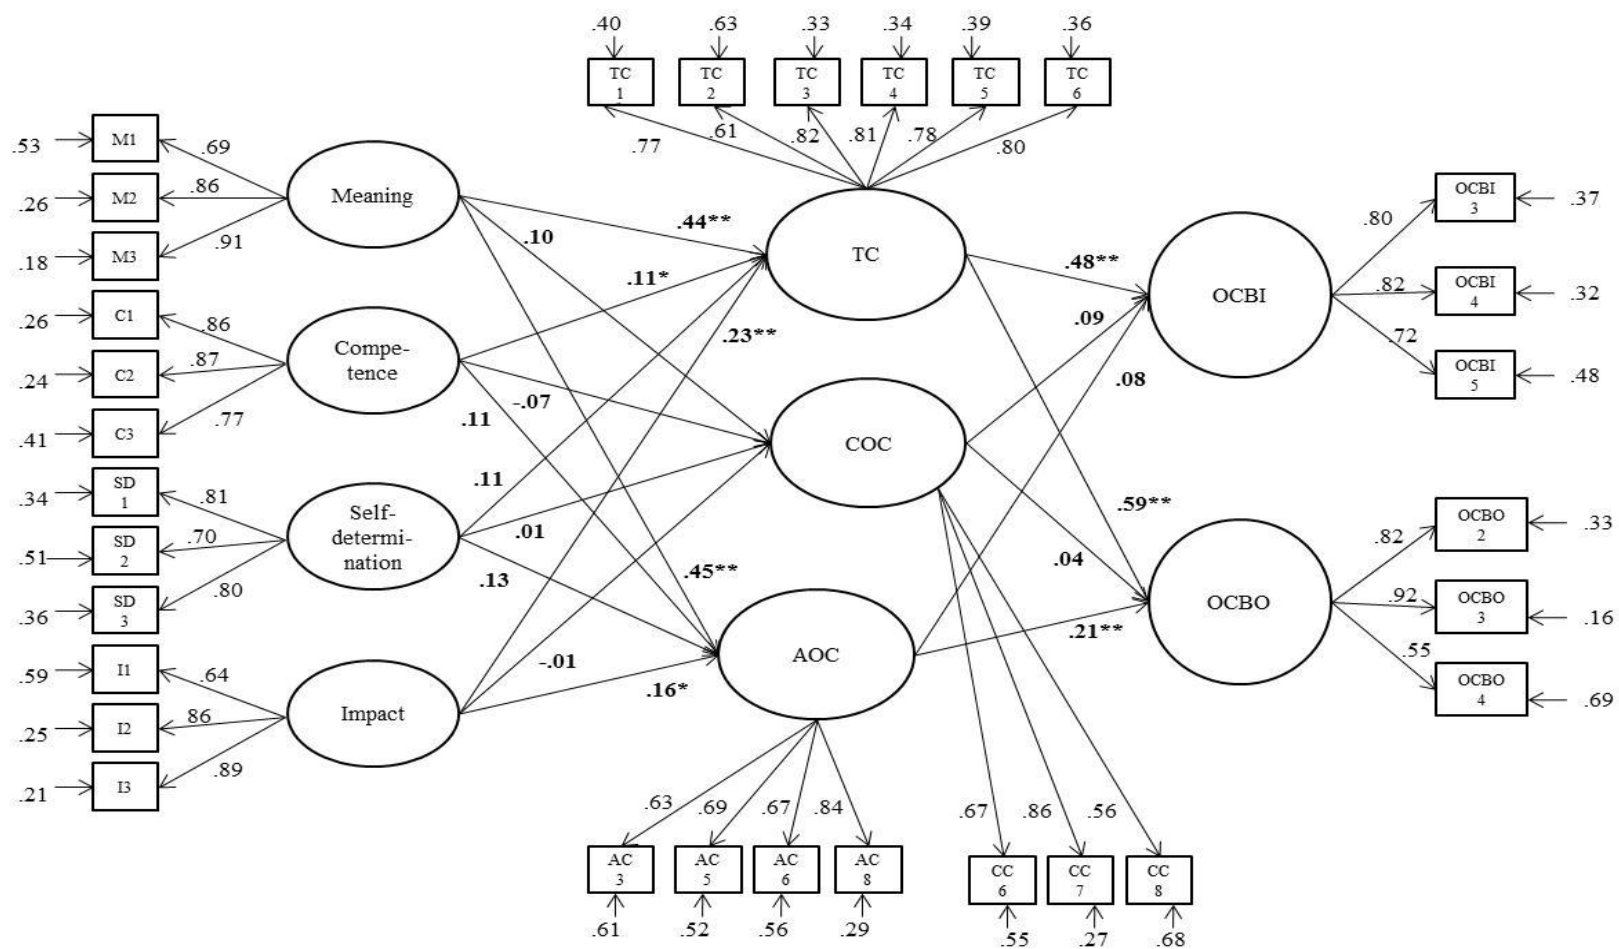 .40 .63 .33 .34 .39 .36
TC
1
TC
2
TC
3
TC
4
TC
5
TC
6
.77 .61 .82 .81 .78 .80
.53 M1 .69
.26 M2 .86
.18 M3 .91
Meaning
.26 C1 .86
.24 C2 .87
.41 C3 .77
Compe-
tence
.34 SD
1 .81
.51 SD
2 .70
.36 SD
3 .80
Self-
determi-
nation
.59 I1 .64
.25 I2 86
.21 I3 .89
Impact
.44**
.10
.11*
.23**
-.07
.11
.11
.01
.13
.45**
-.01
.16*
TC
COC
AOC
.48**
.09
.08
.59**
.04
.21**
OCBI
OCBO
.80 OCBI
3 .37
.82 OCBI
4 .32
.72 OCBI
5 .48
.82 OCBO
2 .33
.92 OCBO
3 .16
.55 OCBO
4 .69
.63 .69 .67 .84
AC
3
AC
5
AC
6
AC
8
.61 .52 .56 .29
.67 .86 .56
CC
6
CC
7
CC
8
.55 .27 .68